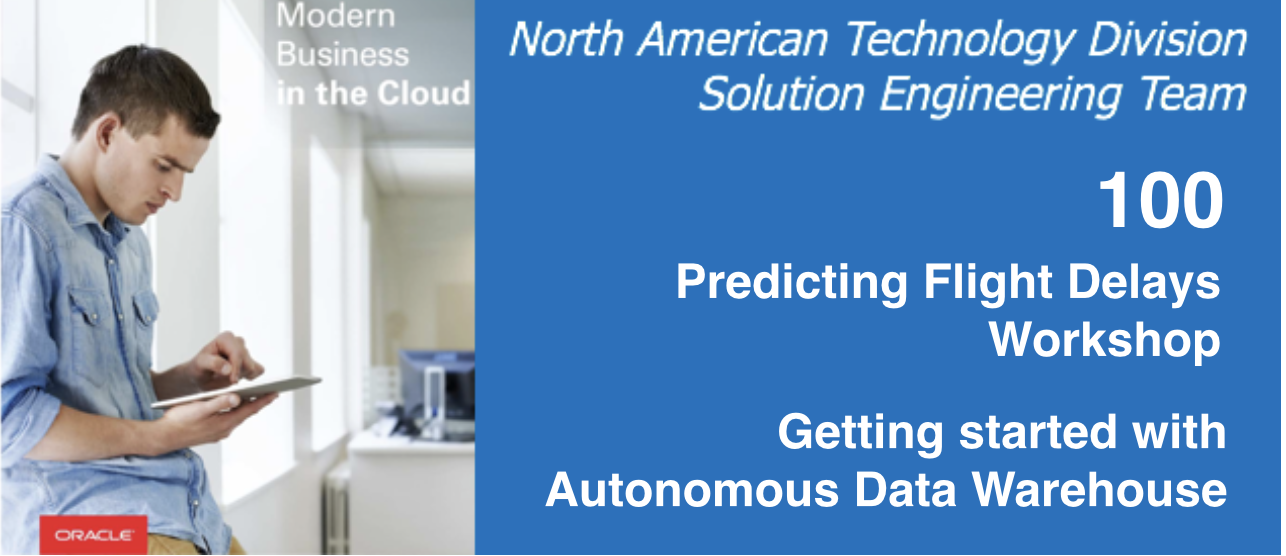 Modern
Business
in the Cloud
ORACLE
North American Technology Division
Solution Engineering Team
100
Predicting Flight Delays
Workshop
Getting started with
Autonomous Data Warehouse